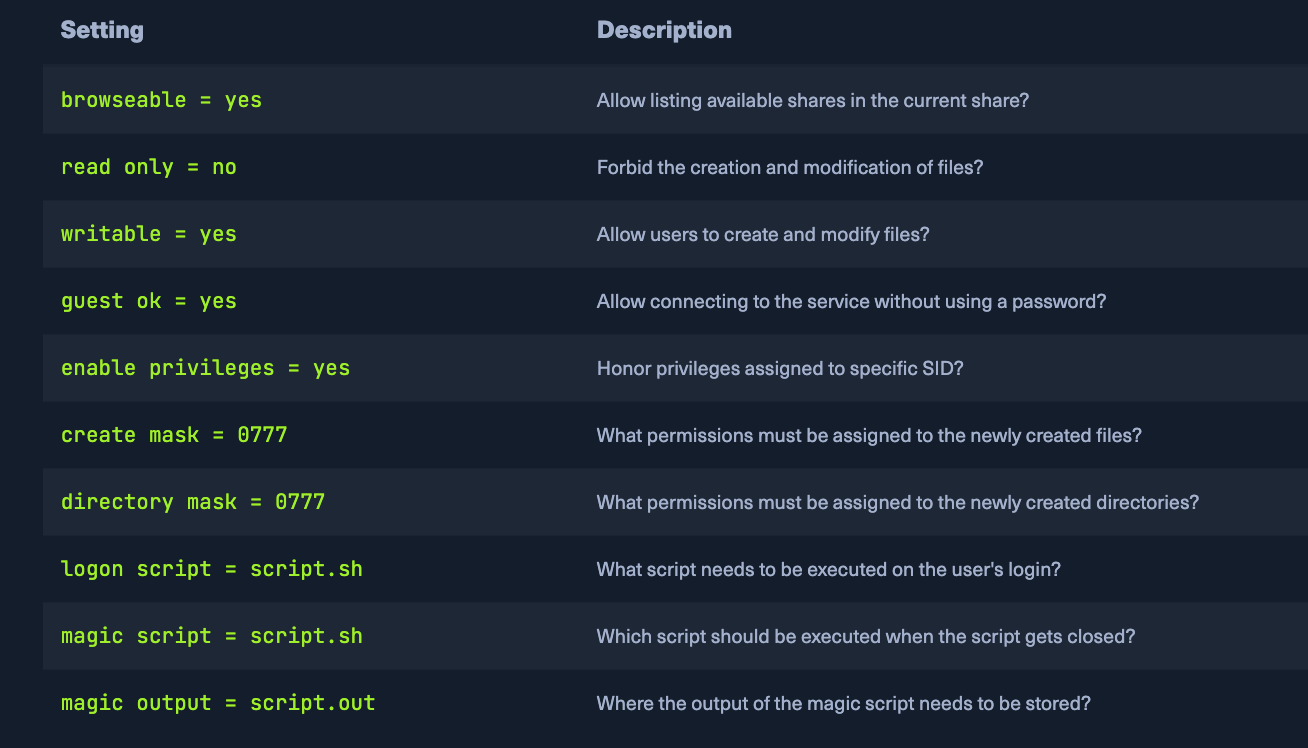 Setting Description
browseable = yes Allow listing available shares in the current share?
read only = no Forbid the creation and modification of files?
writable = yes Allow users to create and modify files?
guest ok = yes Allow connecting to the service without using a password?
enable privileges = yes Honor privileges assigned to specific SID?
create mask = 0777 What permissions must be assigned to the newly created files?
directory mask = 0777 What permissions must be assigned to the newly created directories?
logon script = script.sh What script needs to be executed on the user's login?
magic script = script.sh Which script should be executed when the script gets closed?
magic output = script.out Where the output of the magic script needs to be stored?